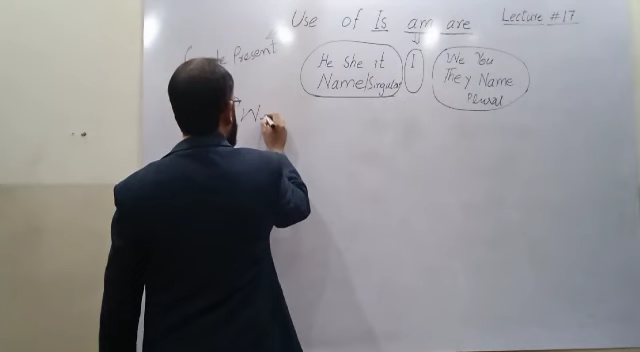 Use of Is am are
Lecture #17
Present
He She it
Name/Singular
I
We You
They Name
Plural
W